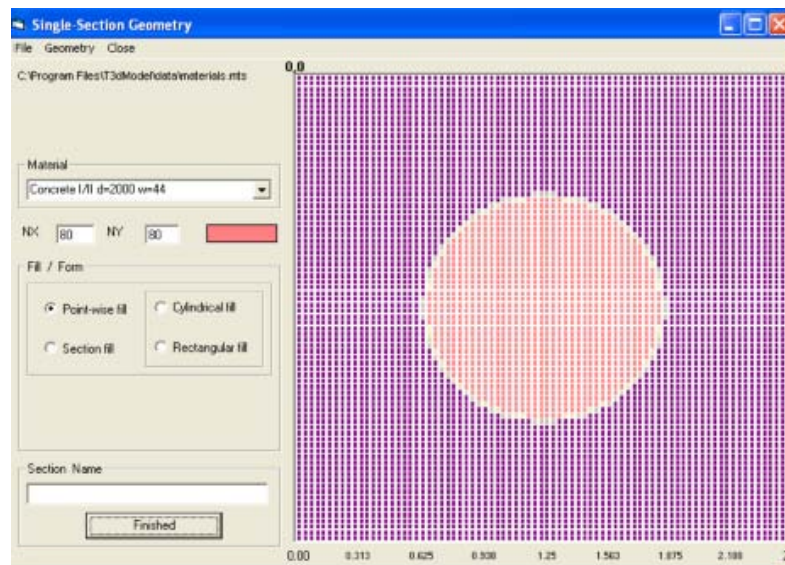 Single-Section Geometry
File Geometry Close
C:\Program Files\T3dModel\data\materials.mts
0,0
Material
Concrete I/II d=2000 w=44
NX 80 NY 80
Fill / Form
Point-wise fill
Cylindrical fill
Section fill
Rectangular fill
Section Name
Finished
0.00 0.313 0.625 0.938 1.25 1.563 1.875 2.188